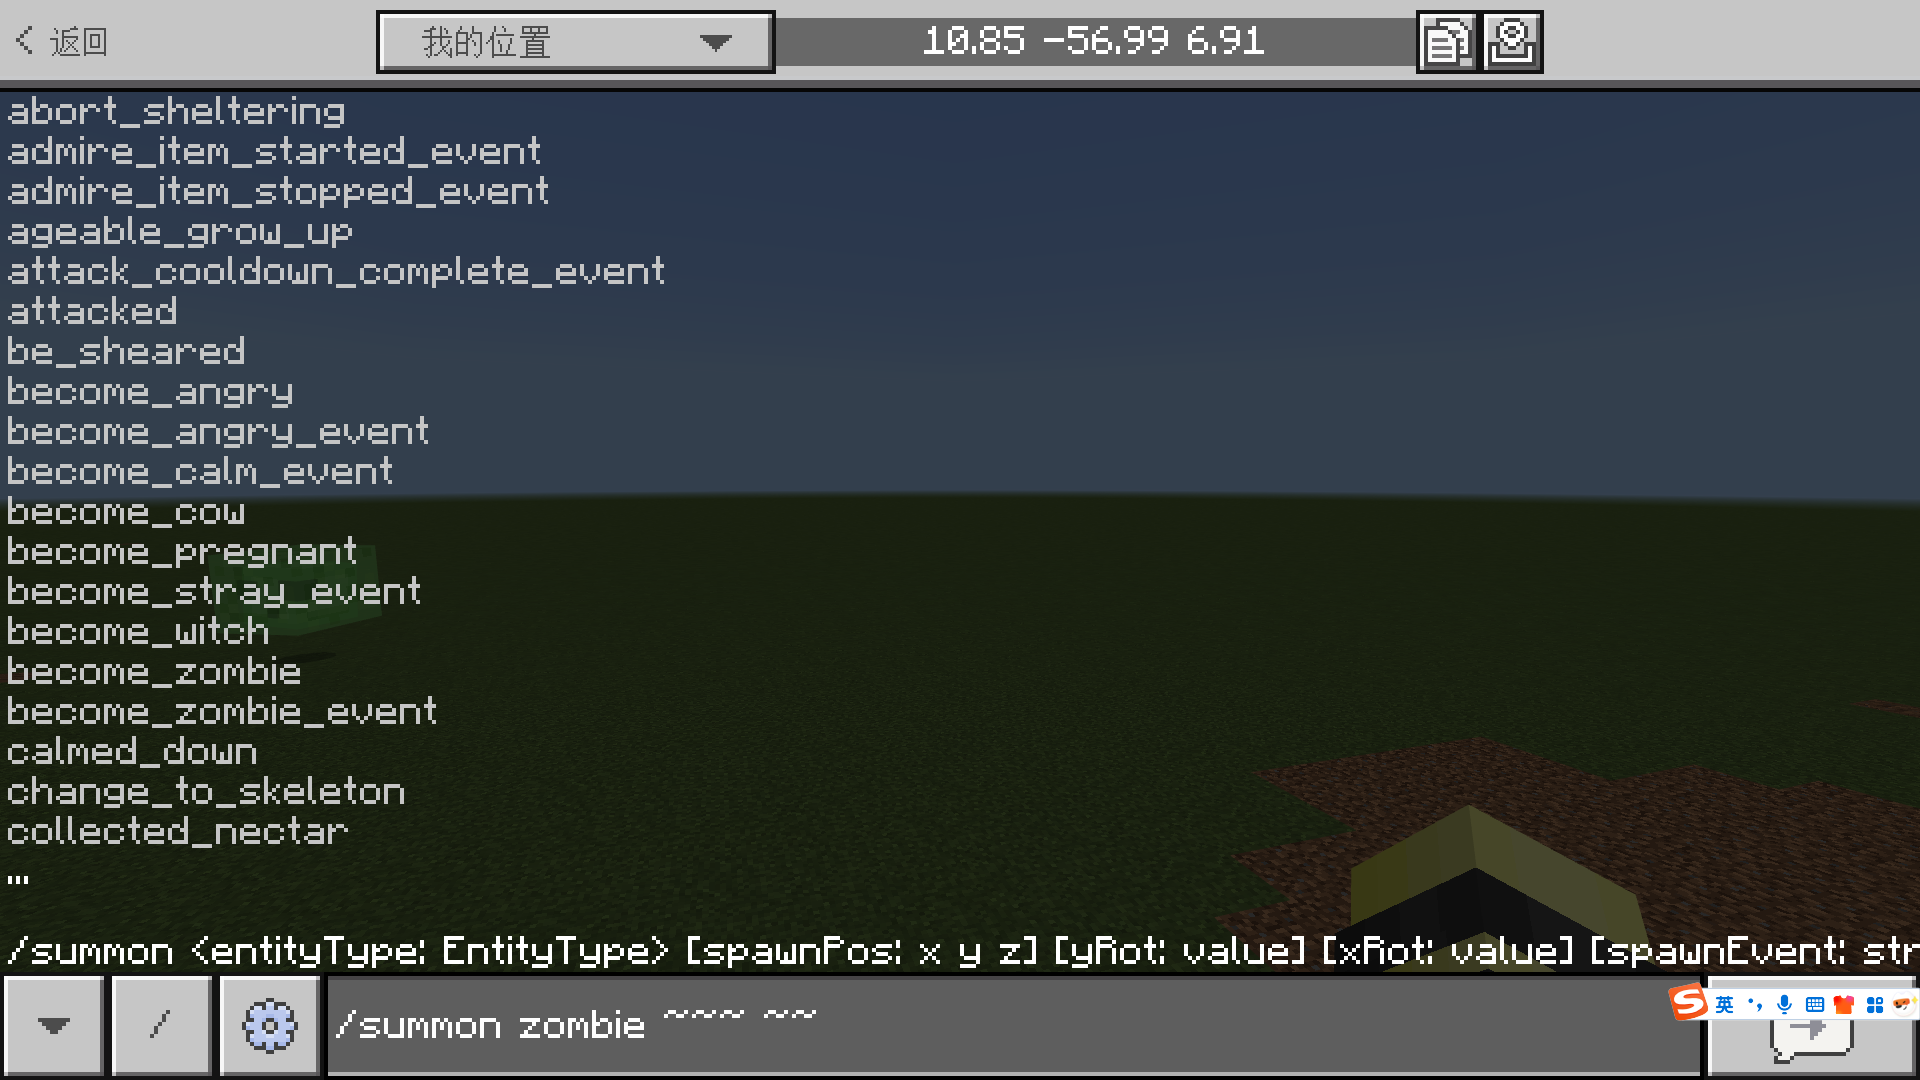 返回
我的位置
10.85 -56.99 6.91
abort_sheltering
admire_item_started_event
admire_item_stopped_event
ageable_grow_up
attack_cooldown_complete_event
attacked
be_sheared
become_angry
become_angry_event
become_calm_event
become_cow
become_pregnant
become_stray_event
become_witch
become_zombie
become_zombie_event
calmed_down
change_to_skeleton
collected_nectar
...
/summon <entityType: EntityType> [spawnPos: x y z] [yRot: value] [xRot: value] [spawnEvent: str
/
/summon zombie ~~~ ~~
S 英